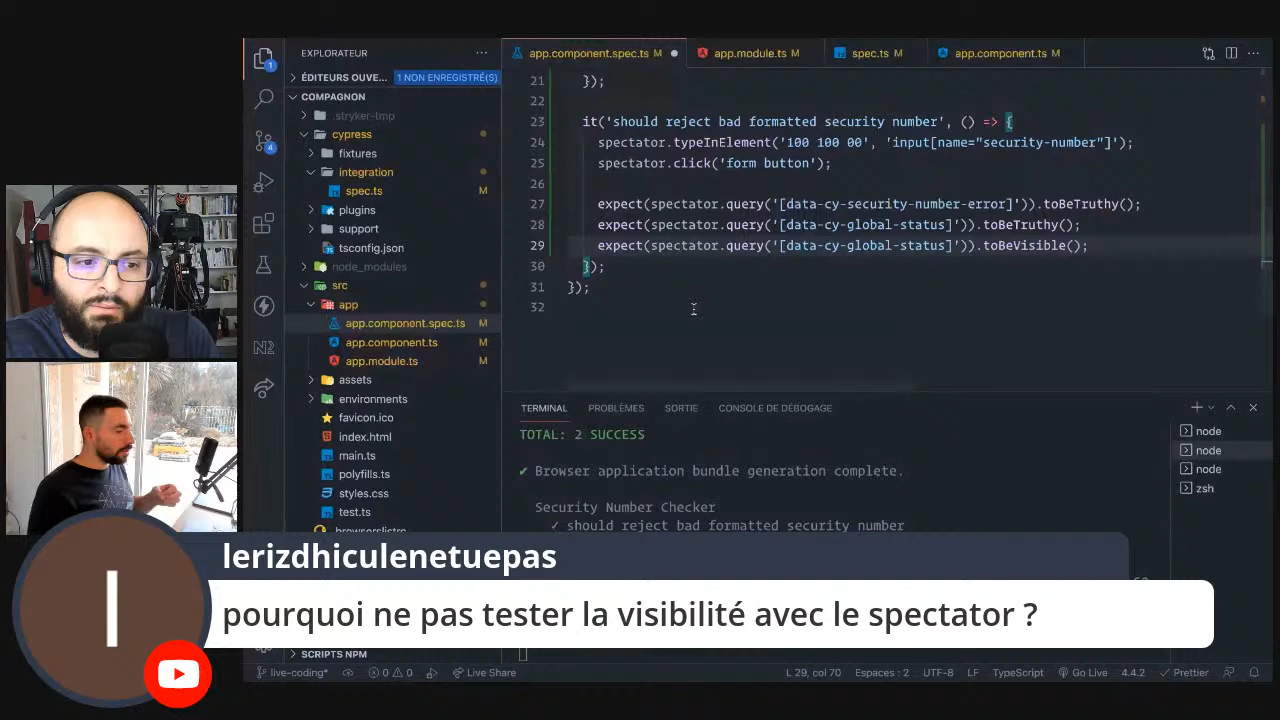 EXPLORATEUR
ÉDITEURS OUVE... 1 NON ENREGISTRÉ(S)
COMPAGNON
.stryker-tmp
cypress
fixtures
integration
spec.ts M
plugins
support
tsconfig.json
node_modules
src
app
app.component.spec.ts M
app.component.ts M
app.module.ts M
assets
environments
favicon.ico
index.html
main.ts
polyfills.ts
styles.css
test.ts
.browserslistrc
SCRIPTS NPM
app.component.spec.ts M
app.module.ts M
spec.ts M
app.component.ts M
21 });
22
23 it('should reject bad formatted security number', () => {
24 spectator.typeInElement('100 100 00', 'input[name="security-number"]');
25 spectator.click('form button');
26
27 expect(spectator.query('[data-cy-security-number-error]')).toBeTruthy();
28 expect(spectator.query('[data-cy-global-status]')).toBeTruthy();
29 expect(spectator.query('[data-cy-global-status]')).toBeVisible();
30 });
31 });
32
TERMINAL PROBLÈMES SORTIE CONSOLE DE DÉBOGAGE
TOTAL: 2 SUCCESS
✔ Browser application bundle generation complete.
Security Number Checker
✓ should reject bad formatted security number
node
node
node
zsh
1
4
N2
l
lerizdhiculenetuepas
pourquoi ne pas tester la visibilité avec le spectator ?
live-coding* 0 0 Live Share L 29, col 70 Espaces : 2 UTF-8 LF TypeScript Go Live 4.4.2 Prettier